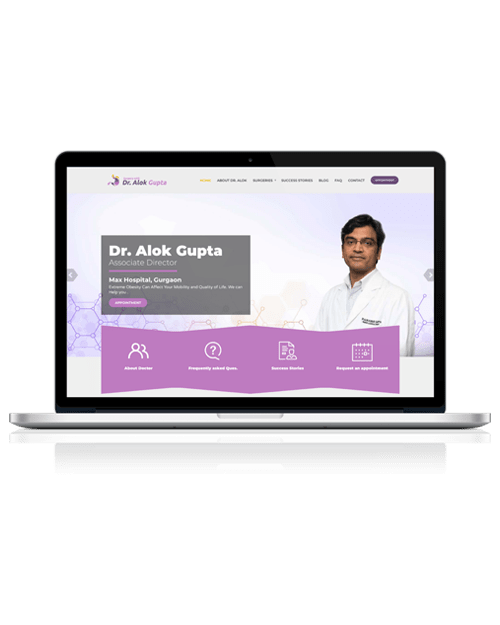 Dr. Alok Gupta
HOME ABOUT DR. ALOK SURGERIES SUCCESS STORIES BLOG FAQ CONTACT APPOINTMENT
Dr. Alok Gupta
Associate Director
Max Hospital, Gurgaon
Extreme Obesity Can Affect Your Mobility and Quality of Life. We can
help you.
APPOINTMENT
About Doctor Frequently asked Ques. Success Stories Request an appointment